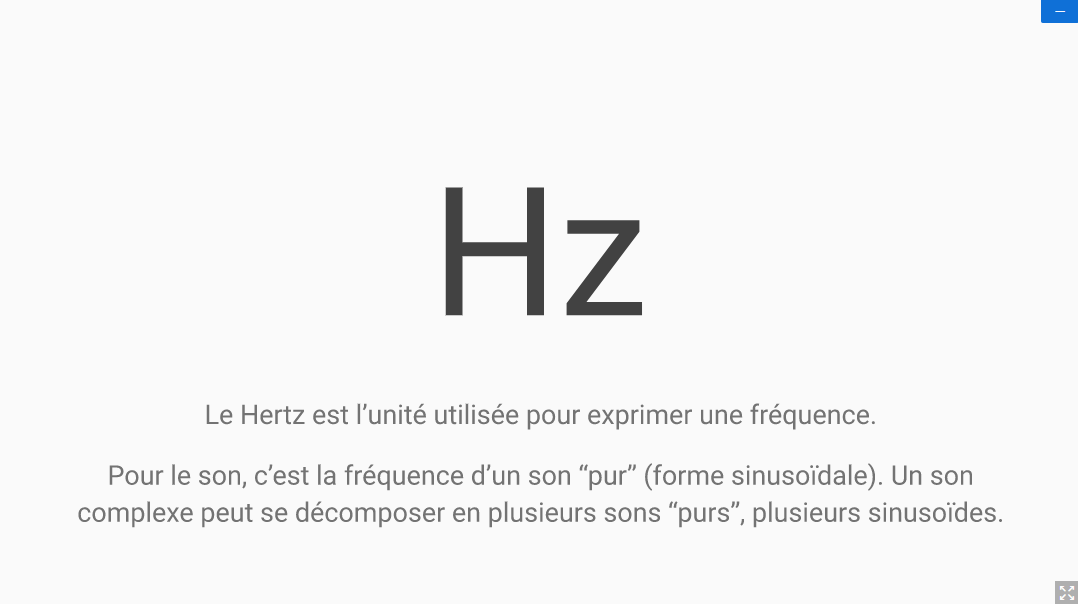 Hz
Le Hertz est l’unité utilisée pour exprimer une fréquence.
Pour le son, c’est la fréquence d’un son “pur” (forme sinusoïdale). Un son
complexe peut se décomposer en plusieurs sons “purs”, plusieurs sinusoïdes.